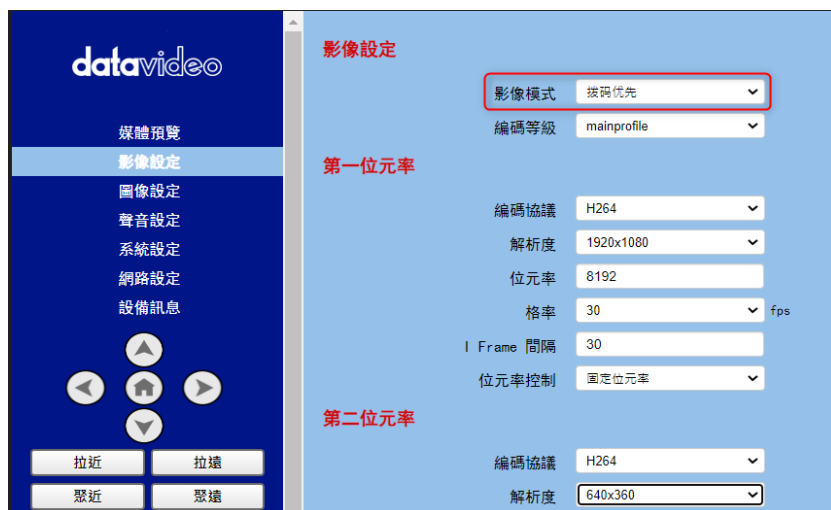 datavideo
媒體預覽
影像設定
圖像設定
聲音設定
系統設定
網路設定
設備訊息
拉近 拉遠
聚近 聚遠
影像設定
影像模式 拨码优先
編碼等級 mainprofile
第一位元率
編碼協議 H264
解析度 1920x1080
位元率 8192
格率 30 fps
I Frame 間隔 30
位元率控制 固定位元率
第二位元率
編碼協議 H264
解析度 640x360